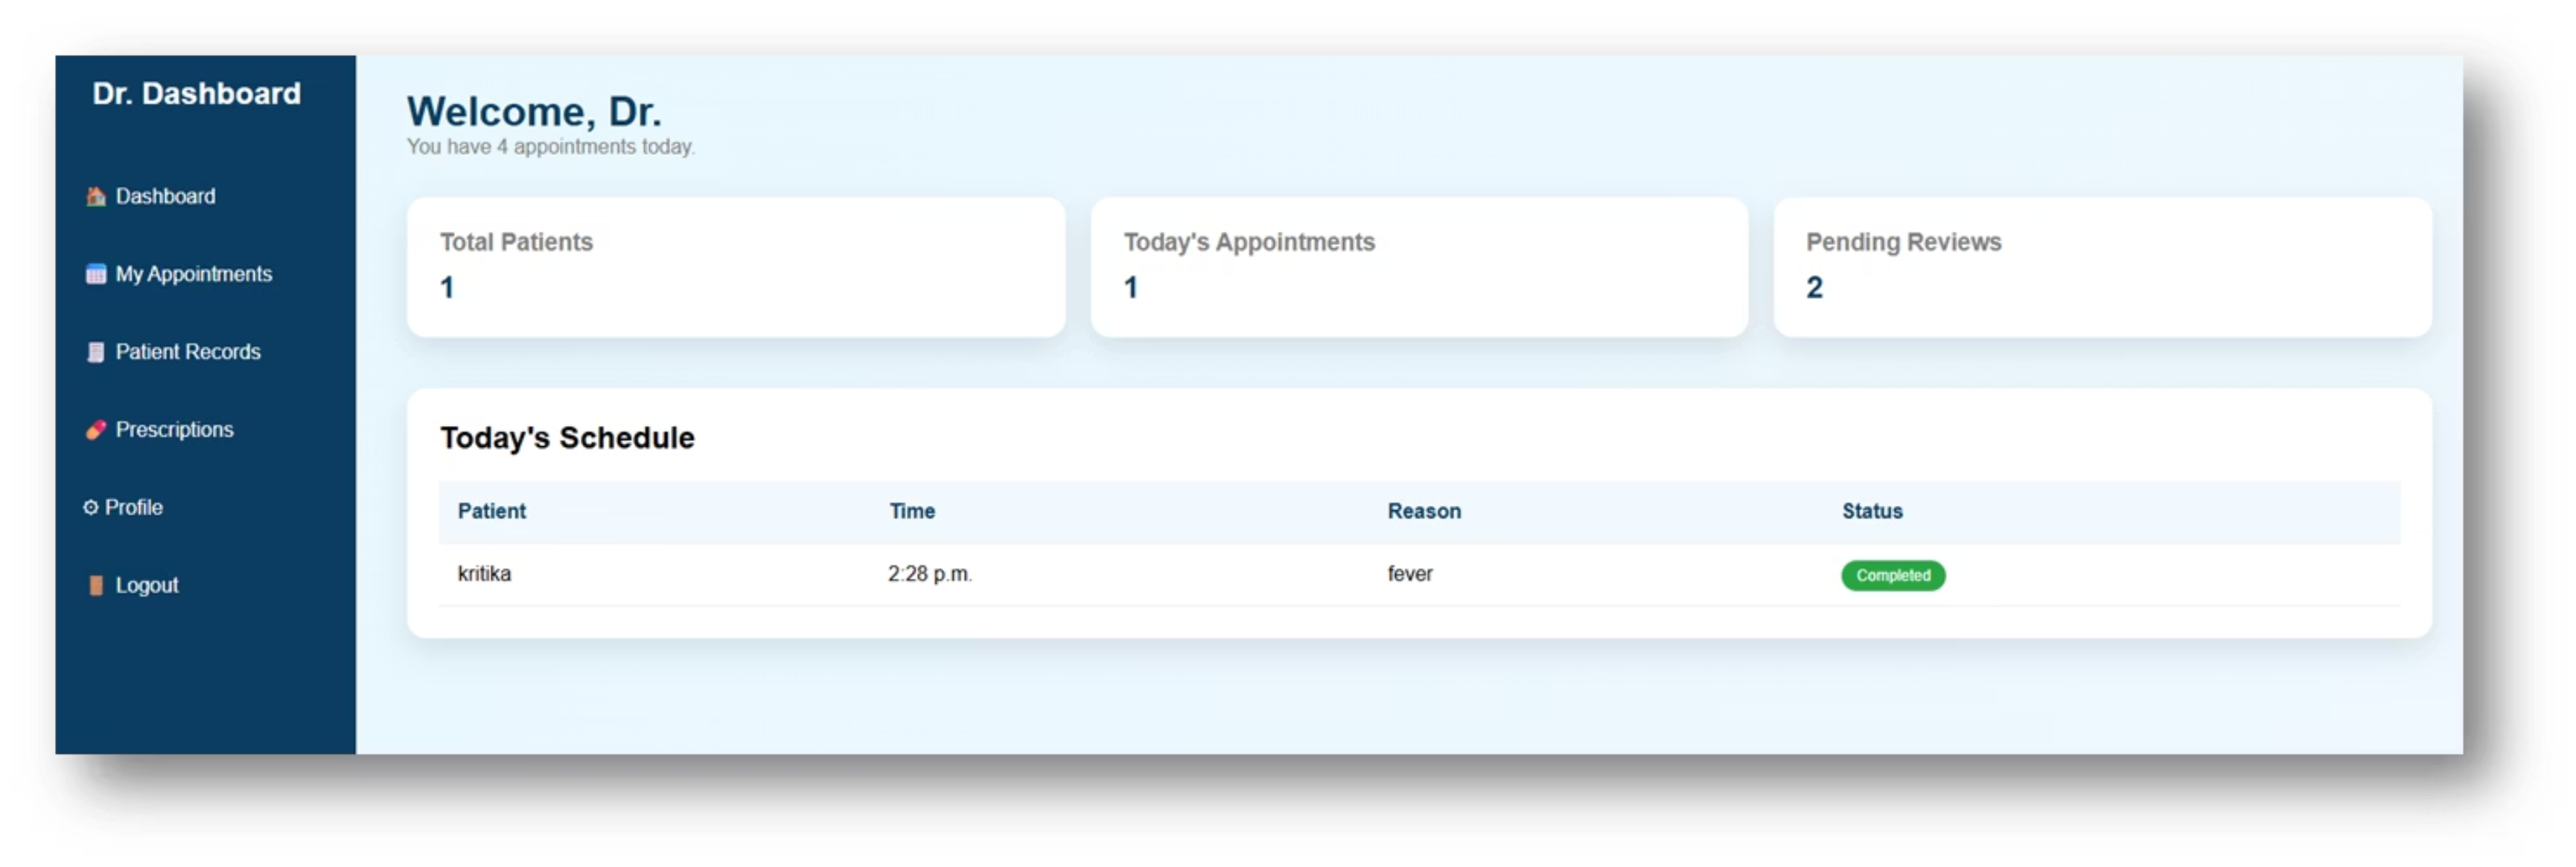 Dr. Dashboard
Dashboard
My Appointments
Patient Records
Prescriptions
Profile
Logout
Welcome, Dr.
You have 4 appointments today.
Total Patients
1
Today's Appointments
1
Pending Reviews
2
Today's Schedule
Patient Time Reason Status
kritika 2:28 p.m. fever Completed